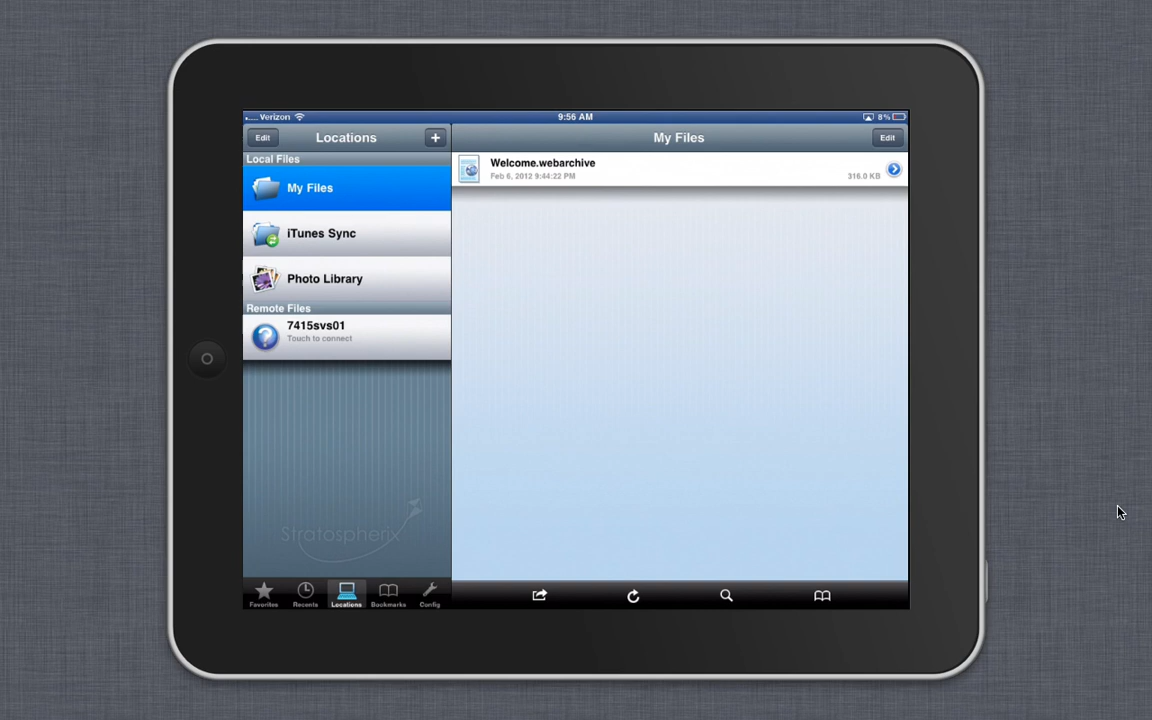 Verizon
9:56 AM
8%
Edit
Locations
+
My Files
Edit
Local Files
My Files
iTunes Sync
Photo Library
Remote Files
7415svs01
Touch to connect
Welcome.webarchive
Feb 6, 2012 9:44:22 PM
316.0 KB
Stratospherix
Favorites
Recents
Locations
Bookmarks
Config